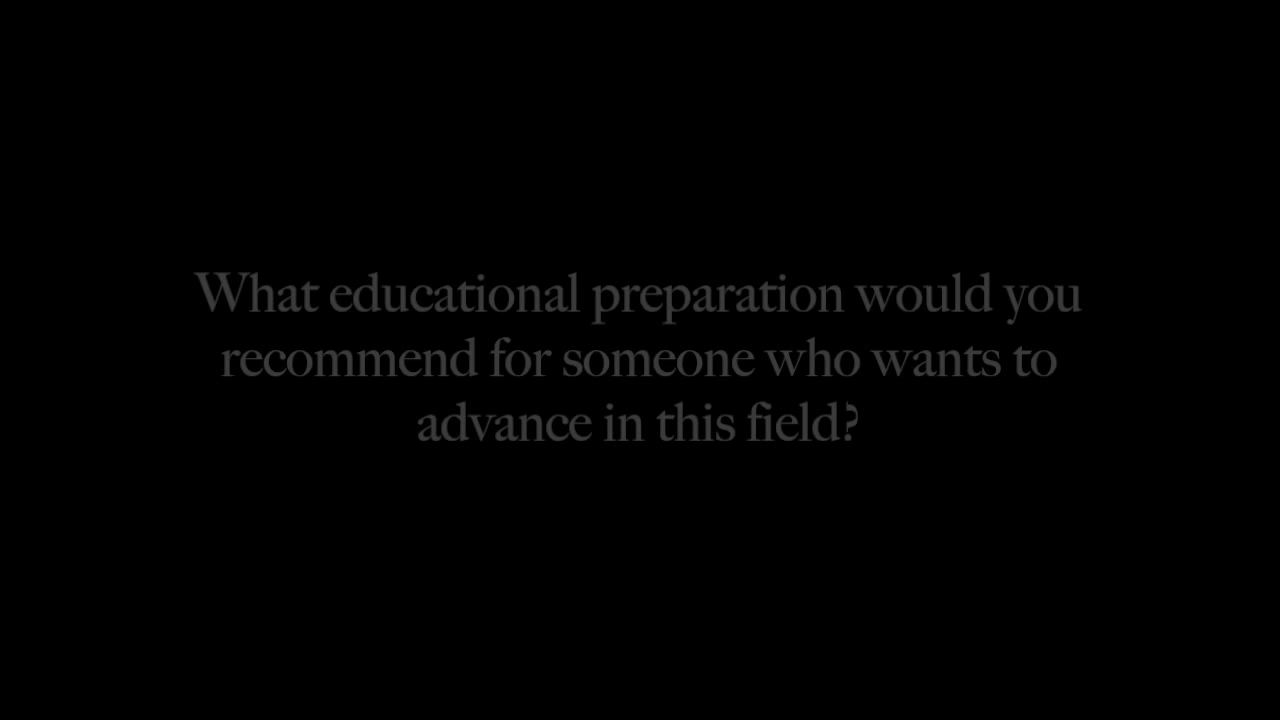 What educational preparation would you
recommend for someone who wants to
advance in this field?